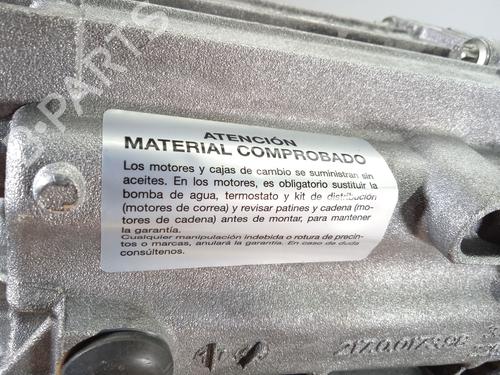 B-PARTS
ATENCIÓN
MATERIAL COMPROBADO
Los motores y cajas de cambio se suministran sin
aceites. En los motores, es obligatorio sustituir la
bomba de agua, termostato y kit de distribución
(motores de correa) y revisar patines y cadena (mo-
tores de cadena) antes de montar, para mantener
la garantía.
Cualquier manipulación indebida o rotura de precin-
tos o marcas, anulará la garantía. En caso de duda
consúltenos.